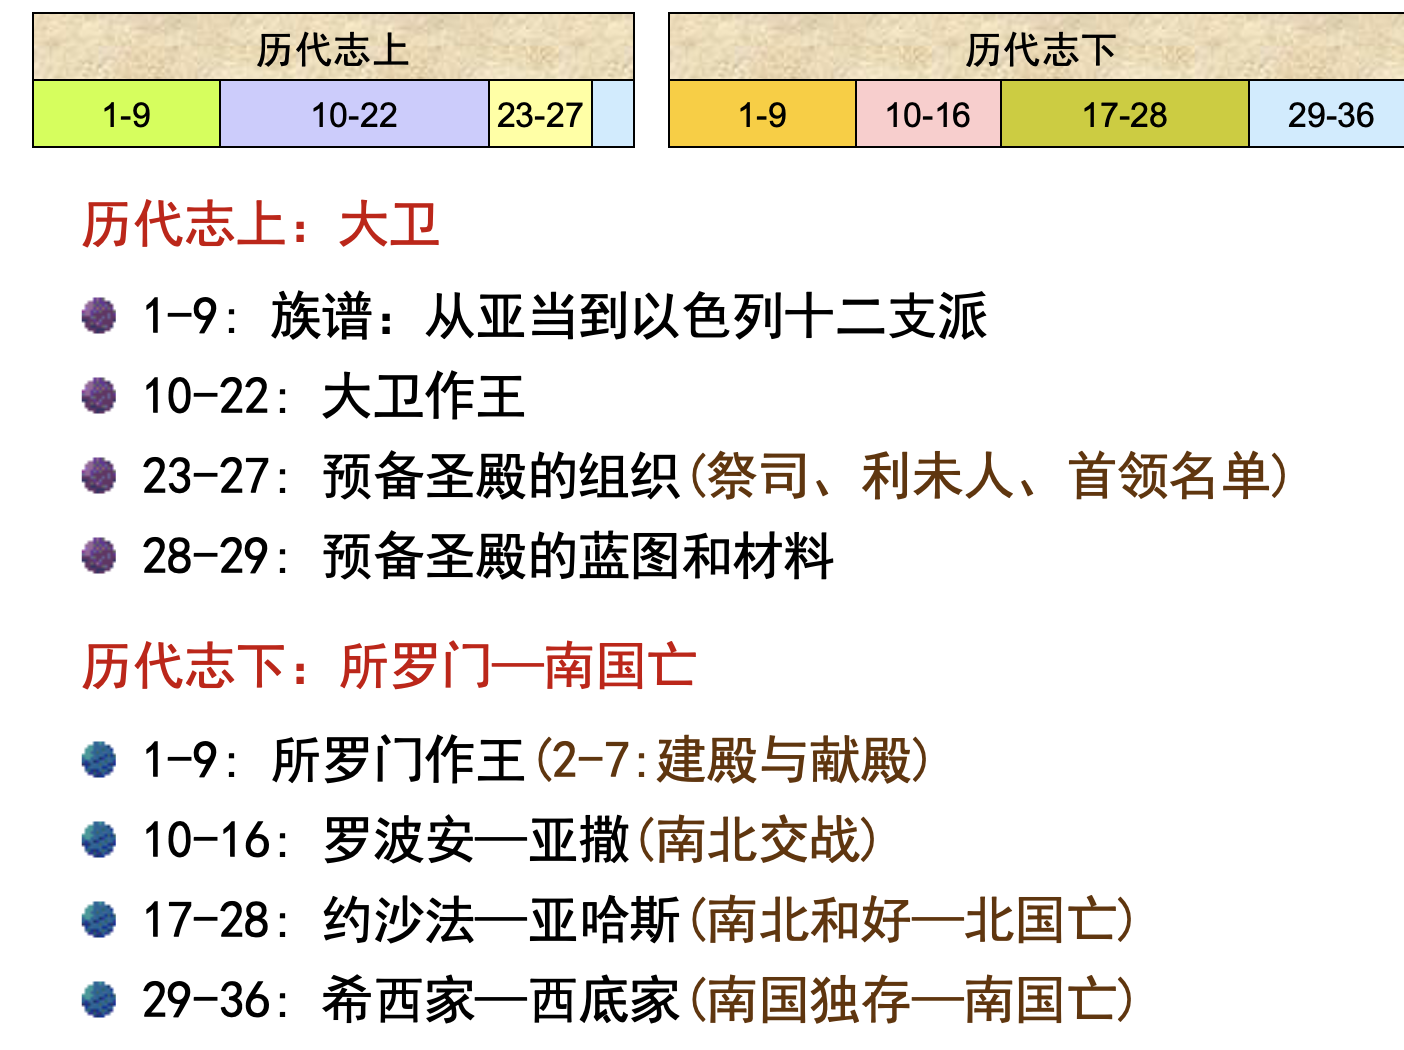 历代志上
1-9 10-22 23-27
历代志下
1-9 10-16 17-28 29-36
历代志上：大卫
1-9: 族谱：从亚当到以色列十二支派
10-22: 大卫作王
23-27: 预备圣殿的组织(祭司、利未人、首领名单)
28-29: 预备圣殿的蓝图和材料
历代志下：所罗门—南国亡
1-9: 所罗门作王(2-7:建殿与献殿)
10-16: 罗波安—亚撒(南北交战)
17-28: 约沙法—亚哈斯(南北和好—北国亡)
29-36: 希西家—西底家(南国独存—南国亡)